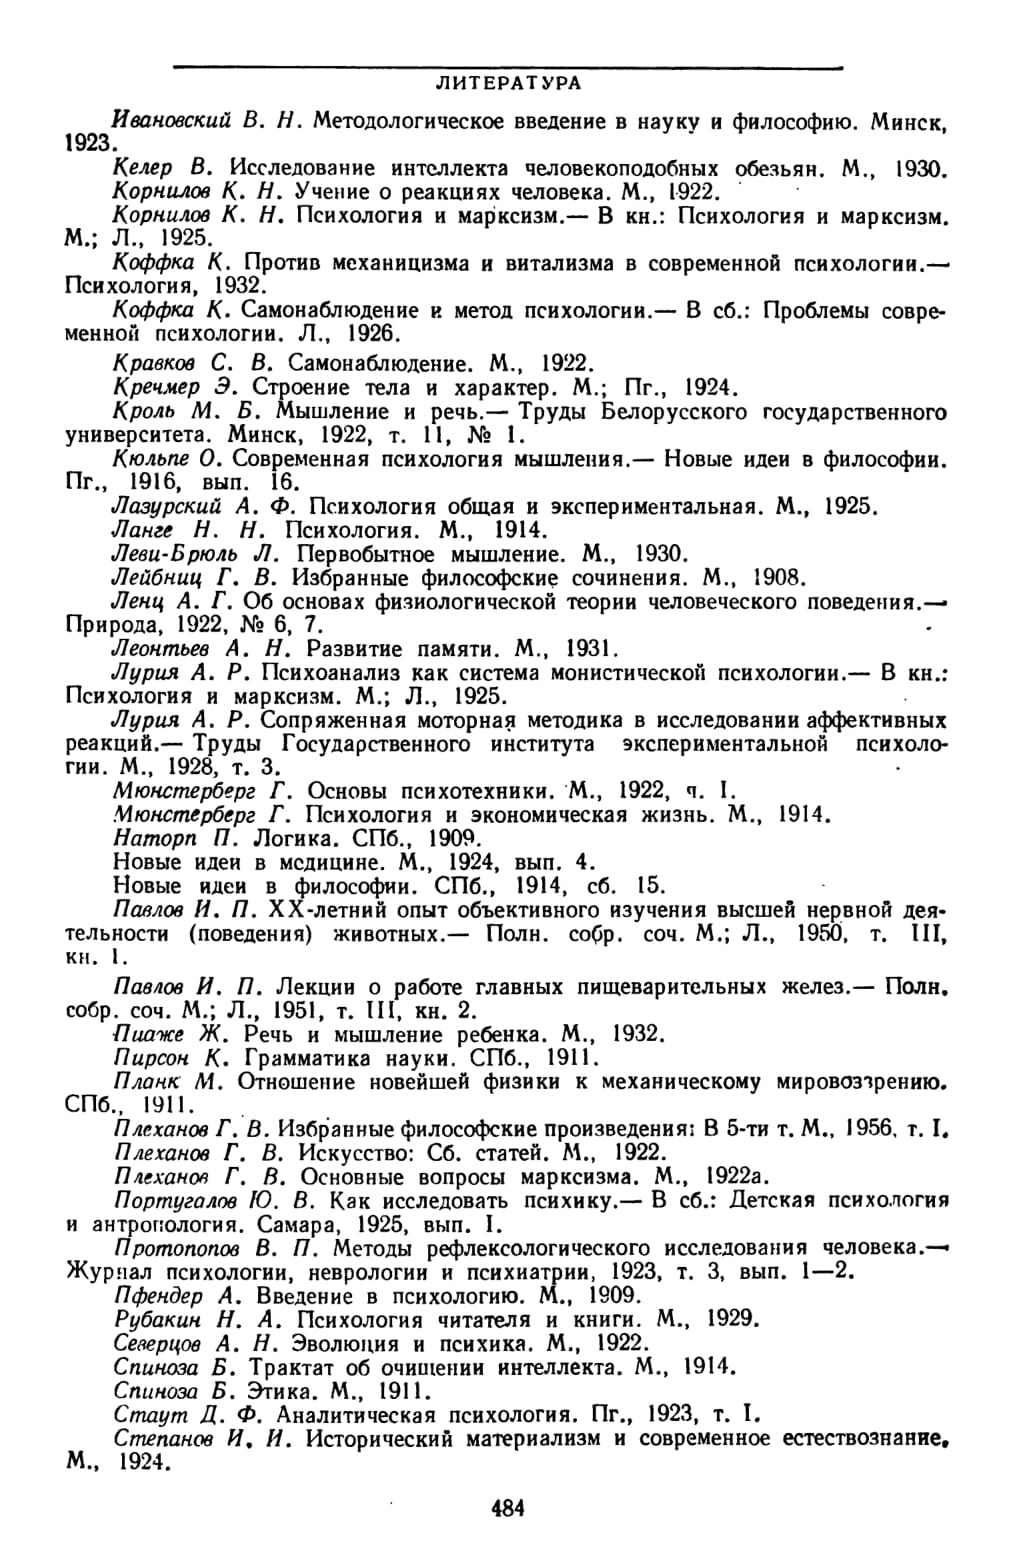 ЛИТЕРАТУРА
Ивановский В. Н. Методологическое введение в науку и философию. Минск,
1923.
Келер В. Исследование интеллекта человекоподобных обезьян. М., 1930.
Корнилов К. Н. Учение о реакциях человека. М., 1922.
Корнилов К. Н. Психология и марксизм.— В кн.: Психология и марксизм.
М.; Л., 1925.
Коффка К. Против механицизма и витализма в современной психологии.—
Психология, 1932.
Коффка К. Самонаблюдение и метод психологии.— В сб.: Проблемы совре-
менной психологии. Л., 1926.
Кравков С. В. Самонаблюдение. М., 1922.
Кречмер Э. Строение тела и характер. М.; Пг., 1924.
Кроль М. Б. Мышление и речь.— Труды Белорусского государственного
университета. Минск, 1922, т. 11, № 1.
Кюльпе О. Современная психология мышления.— Новые идеи в философии.
Пг., 1916, вып. 16.
Лазурский А. Ф. Психология общая и экспериментальная. М., 1925.
Ланге Н. Н. Психология. М., 1914.
Леви-Брюль Л. Первобытное мышление. М., 1930.
Лейбниц Г. В. Избранные философские сочинения. М., 1908.
Ленц А. Г. Об основах физиологической теории человеческого поведения.—
Природа, 1922, № 6, 7.
Леонтьев А. Н. Развитие памяти. М., 1931.
Лурия А. Р. Психоанализ как система монистической психологии.— В кн.:
Психология и марксизм. М.; Л., 1925.
Лурия А. Р. Сопряженная моторная методика в исследовании аффективных
реакций.— Труды Государственного института экспериментальной психоло-
гии. М., 1928, т. 3.
Мюнстерберг Г. Основы психотехники. М., 1922, ч. I.
Мюнстерберг Г. Психология и экономическая жизнь. М., 1914.
Наторп П. Логика. СПб., 1909.
Новые идеи в медицине. М., 1924, вып. 4.
Новые идеи в философии. СПб., 1914, сб. 15.
Павлов И. П. XX-летний опыт объективного изучения высшей нервной дея-
тельности (поведения) животных.— Полн. собр. соч. М.; Л., 1950, т. III,
кн. 1.
Павлов И. П. Лекции о работе главных пищеварительных желез.— Полн.
собр. соч. М.; Л., 1951, т. III, кн. 2.
Пиаже Ж. Речь и мышление ребенка. М., 1932.
Пирсон К. Грамматика науки. СПб., 1911.
Планк М. Отношение новейшей физики к механическому мировоззрению.
СПб., 1911.
Плеханов Г. В. Избранные философские произведения: В 5-ти т. М., 1956, т. I.
Плеханов Г. В. Искусство: Сб. статей. М., 1922.
Плеханов Г. В. Основные вопросы марксизма. М., 1922а.
Португалов Ю. В. Как исследовать психику.— В сб.: Детская психология
и антропология. Самара, 1925, вып. I.
Протопопов В. П. Методы рефлексологического исследования человека.—
Журнал психологии, неврологии и психиатрии, 1923, т. 3, вып. 1—2.
Пфендер А. Введение в психологию. М., 1909.
Рубакин Н. А. Психология читателя и книги. М., 1929.
Северцов А. Н. Эволюция и психика. М., 1922.
Спиноза Б. Трактат об очищении интеллекта. М., 1914.
Спиноза Б. Этика. М., 1911.
Стаут Д. Ф. Аналитическая психология. Пг., 1923, т. I.
Степанов И. И. Исторический материализм и современное естествознание.
М., 1924.
484